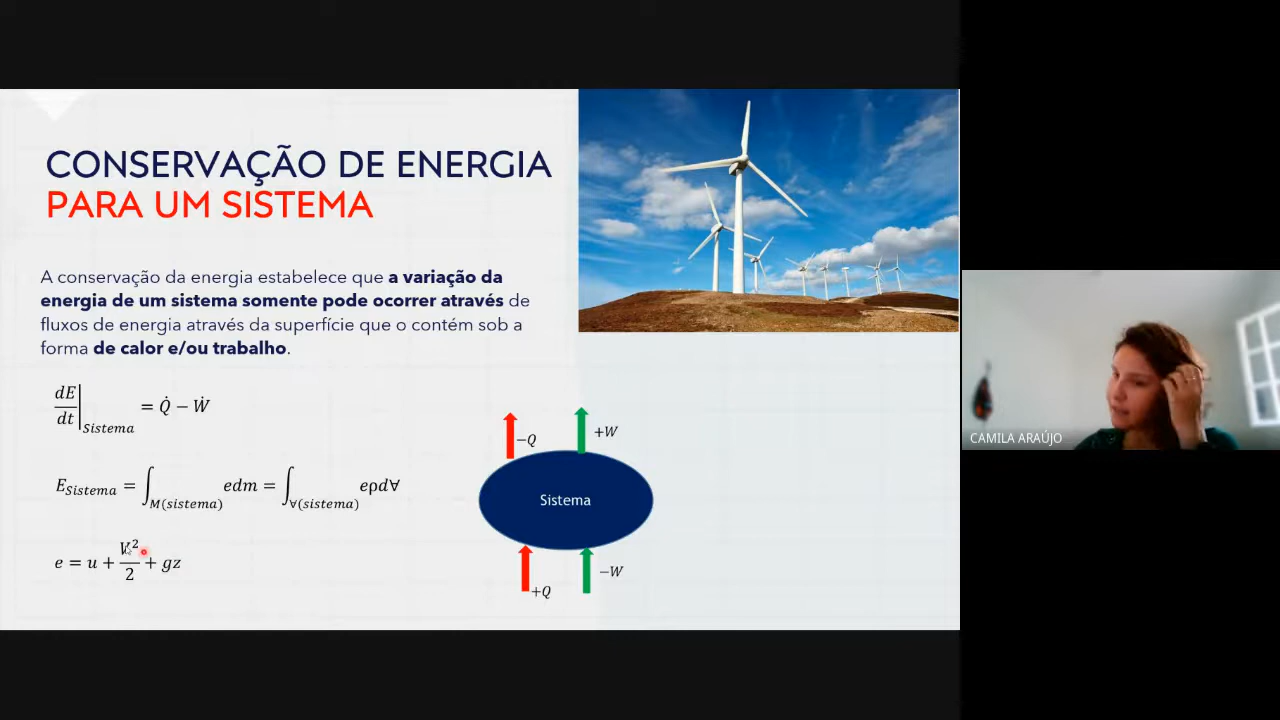 CONSERVAÇÃO DE ENERGIA
PARA UM SISTEMA
A conservação da energia estabelece que a variação da
energia de um sistema somente pode ocorrer através de
fluxos de energia através da superfície que o contém sob a
forma de calor e/ou trabalho.
dE/dt|Sistema = Q̇ − Ẇ
E_Sistema = ∫_M(sistema) edm = ∫_∀(sistema) eρd∀
e = u + V²/2 + gz
−Q
+W
Sistema
+Q
−W
CAMILA ARAÚJO